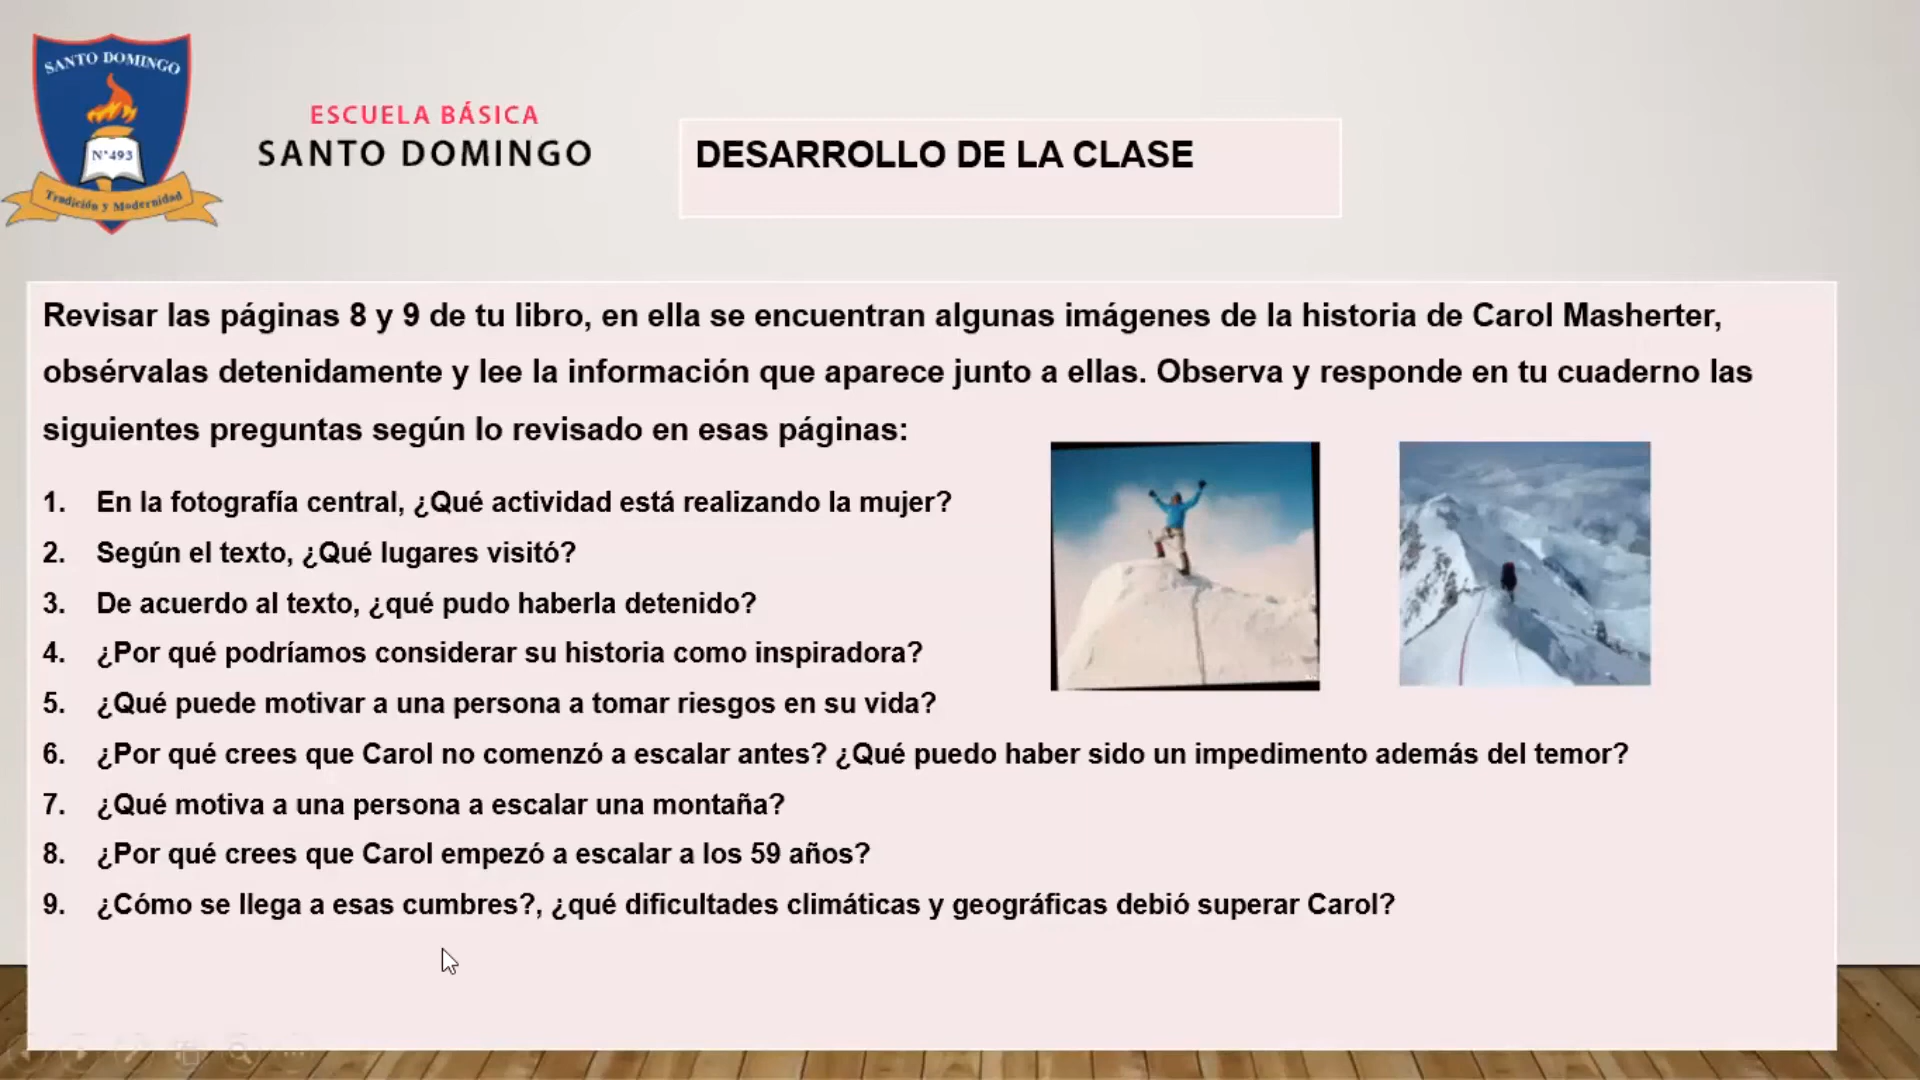 SANTO DOMINGO
N°493
Tradición y Modernidad
ESCUELA BÁSICA
SANTO DOMINGO
DESARROLLO DE LA CLASE
Revisar las páginas 8 y 9 de tu libro, en ella se encuentran algunas imágenes de la historia de Carol Masherter,
obsérvalas detenidamente y lee la información que aparece junto a ellas. Observa y responde en tu cuaderno las
siguientes preguntas según lo revisado en esas páginas:
1. En la fotografía central, ¿Qué actividad está realizando la mujer?
2. Según el texto, ¿Qué lugares visitó?
3. De acuerdo al texto, ¿qué pudo haberla detenido?
4. ¿Por qué podríamos considerar su historia como inspiradora?
5. ¿Qué puede motivar a una persona a tomar riesgos en su vida?
6. ¿Por qué crees que Carol no comenzó a escalar antes? ¿Qué puedo haber sido un impedimento además del temor?
7. ¿Qué motiva a una persona a escalar una montaña?
8. ¿Por qué crees que Carol empezó a escalar a los 59 años?
9. ¿Cómo se llega a esas cumbres?, ¿qué dificultades climáticas y geográficas debió superar Carol?